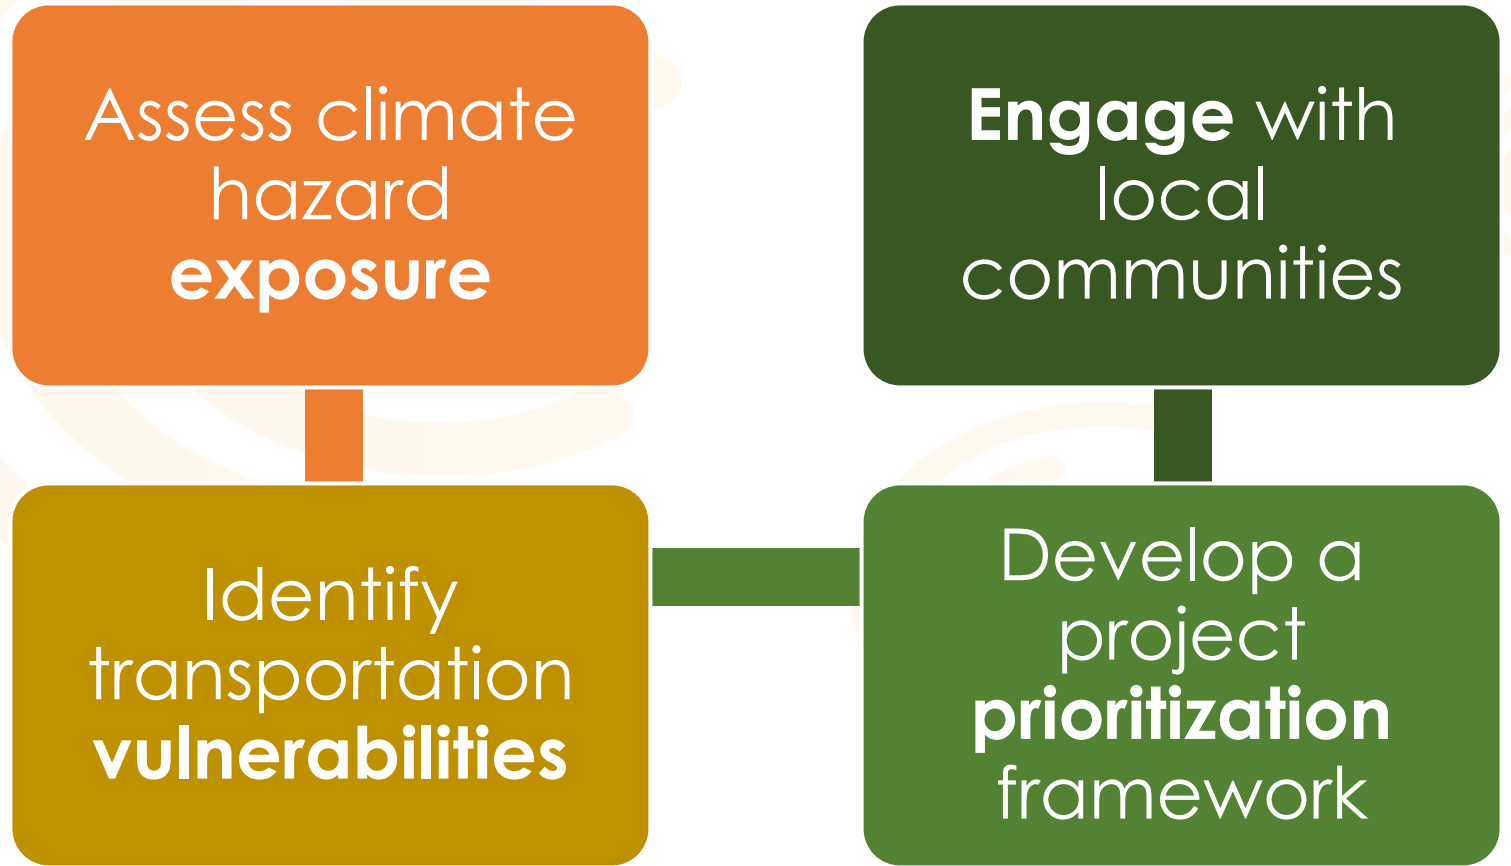 Assess climate
hazard
exposure
Identify
transportation
vulnerabilities
Develop a
project
prioritization
framework
Engage with
local
communities